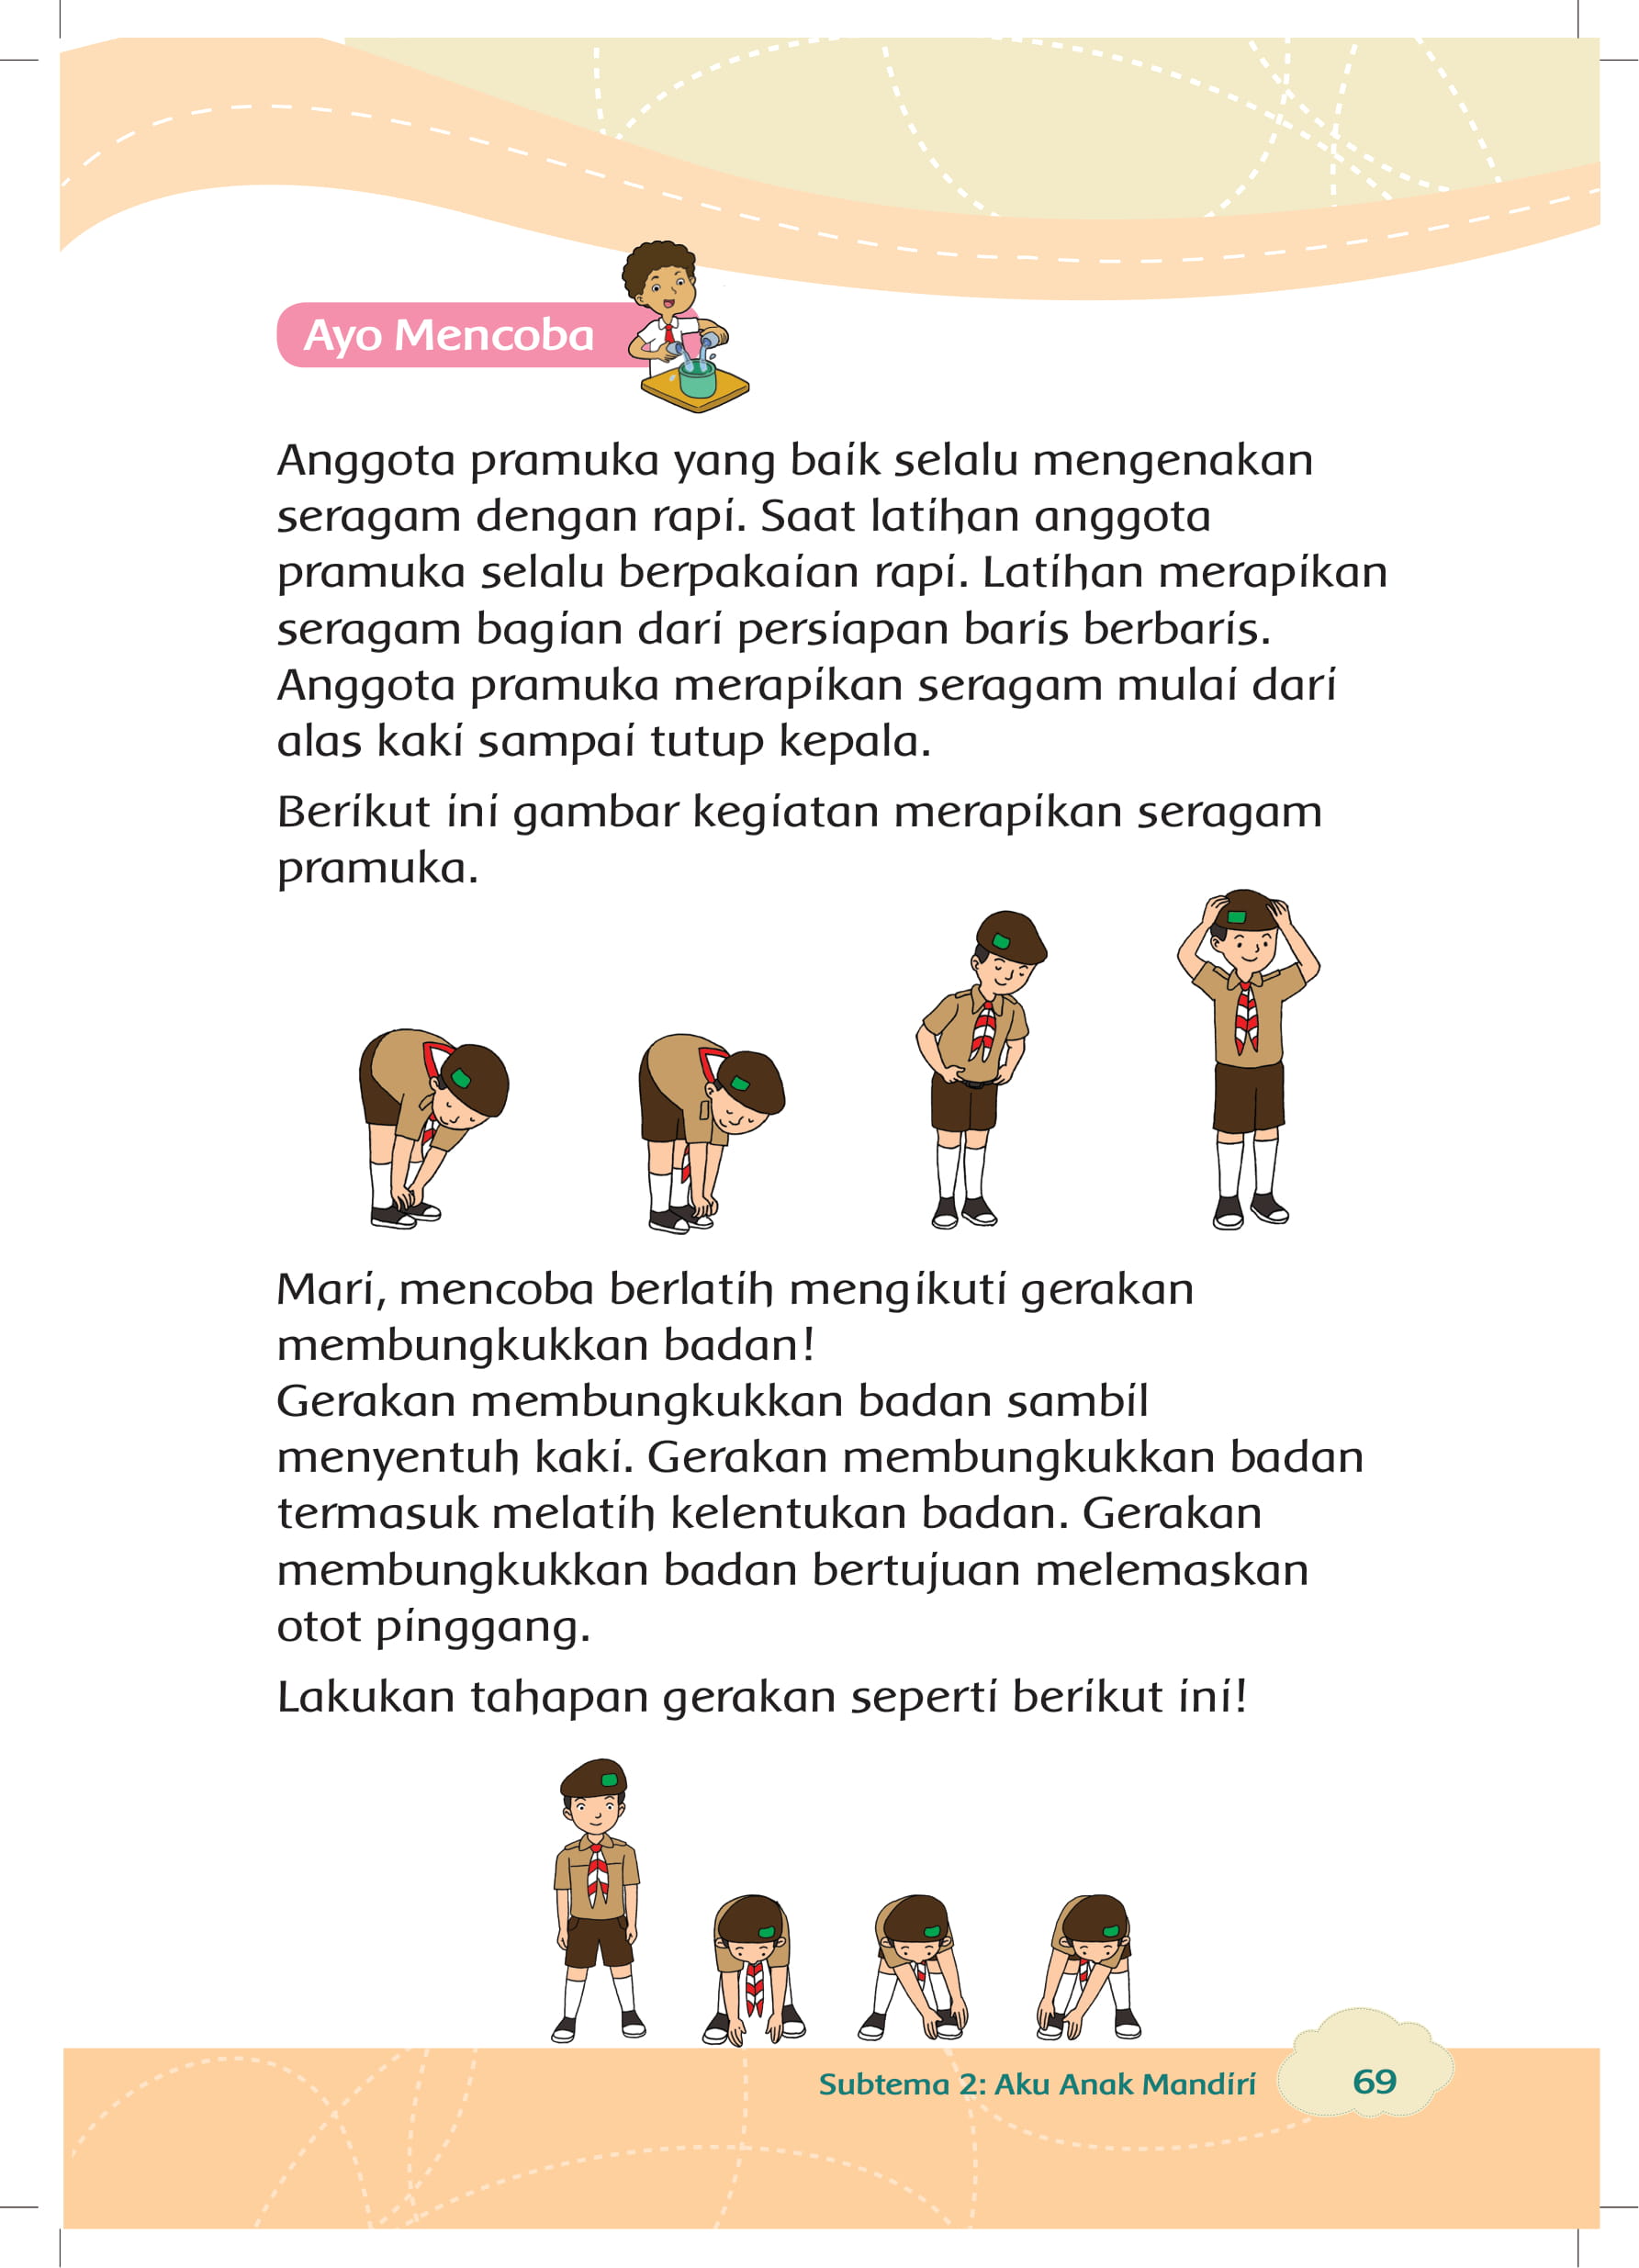 Ayo Mencoba
Anggota pramuka yang baik selalu mengenakan
seragam dengan rapi. Saat latihan anggota
pramuka selalu berpakaian rapi. Latihan merapikan
seragam bagian dari persiapan baris berbaris.
Anggota pramuka merapikan seragam mulai dari
alas kaki sampai tutup kepala.
Berikut ini gambar kegiatan merapikan seragam
pramuka.
Mari, mencoba berlatih mengikuti gerakan
membungkukkan badan!
Gerakan membungkukkan badan sambil
menyentuh kaki. Gerakan membungkukkan badan
termasuk melatih kelentukan badan. Gerakan
membungkukkan badan bertujuan melemaskan
otot pinggang.
Lakukan tahapan gerakan seperti berikut ini!
Subtema 2: Aku Anak Mandiri
69